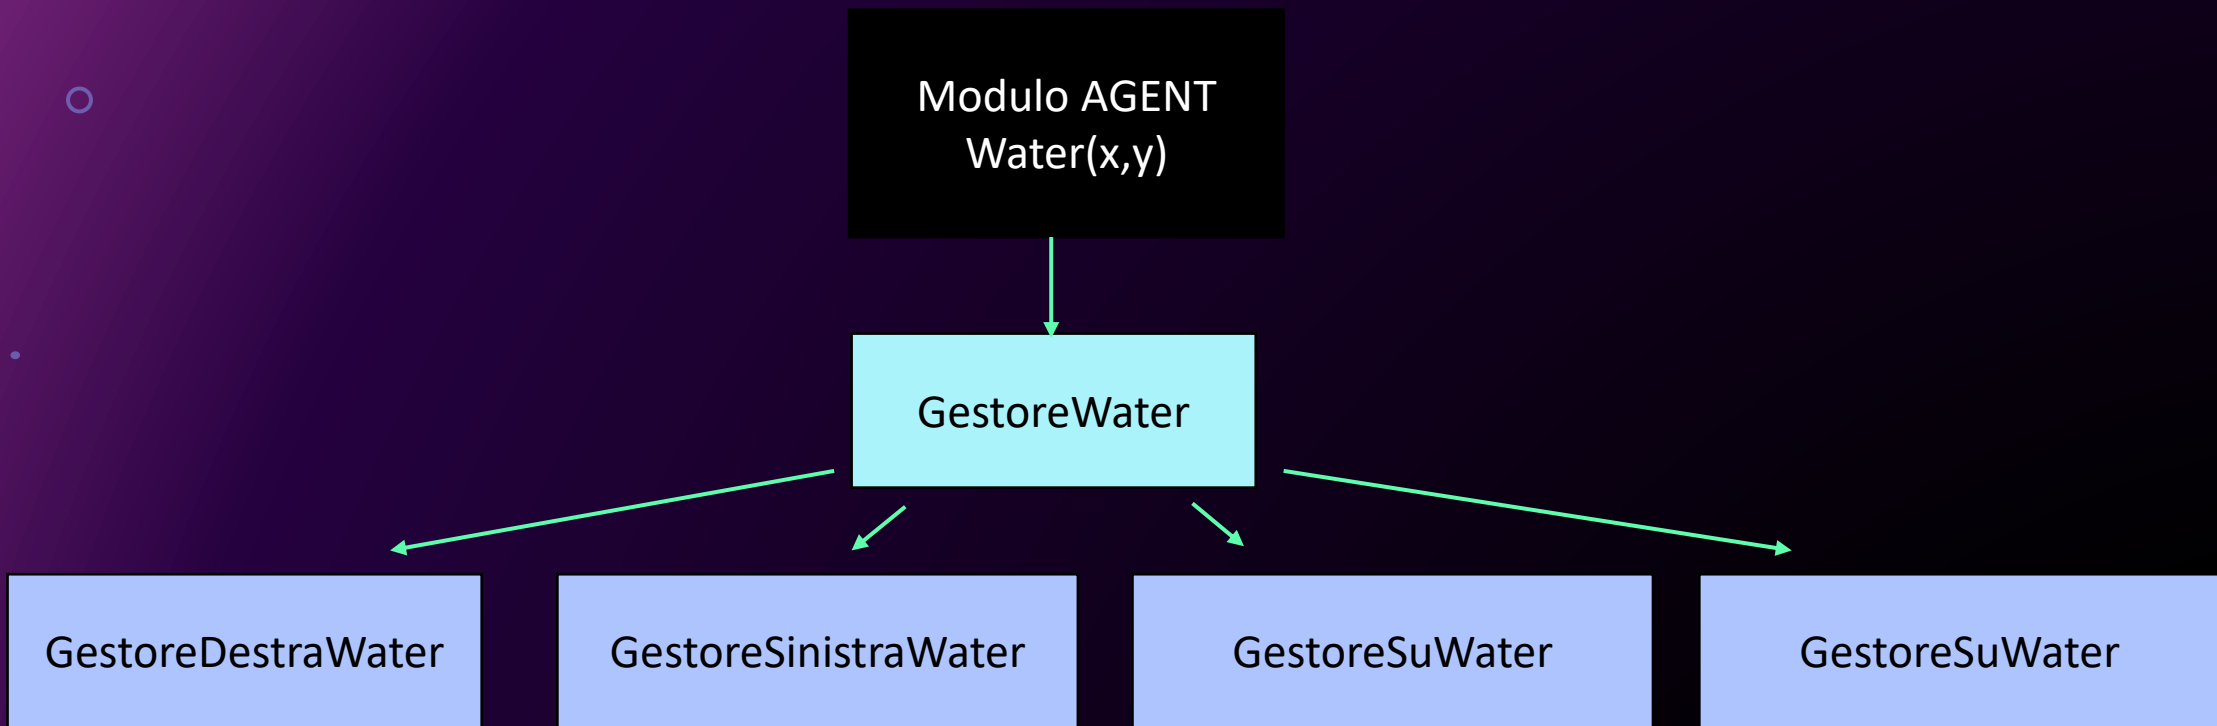 Modulo AGENT
Water(x,y)
GestoreWater
GestoreDestraWater
GestoreSinistraWater
GestoreSuWater
GestoreSuWater